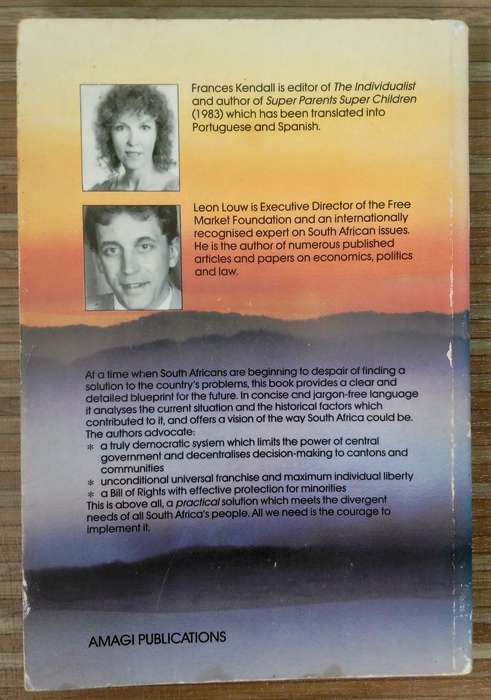 Frances Kendall is editor of The Individualist
and author of Super Parents Super Children
(1983) which has been translated into
Portuguese and Spanish.
Leon Louw is Executive Director of the Free
Market Foundation and an internationally
recognised expert on South African issues.
He is the author of numerous published
articles and papers on economics, politics
and law.
At a time when South Africans are beginning to despair of finding a
solution to the country's problems, this book provides a clear and
detailed blueprint for the future. In concise and jargon-free language
it analyses the current situation and the historical factors which
contributed to it, and offers a vision of the way South Africa could be.
The authors advocate:
* a truly democratic system which limits the power of central
government and decentralises decision-making to cantons and
communities
* unconditional universal franchise and maximum individual liberty
* a Bill of Rights with effective protection for minorities
This is above all, a practical solution which meets the divergent
needs of all South Africa's people. All we need is the courage to
implement it.
AMAGI PUBLICATIONS